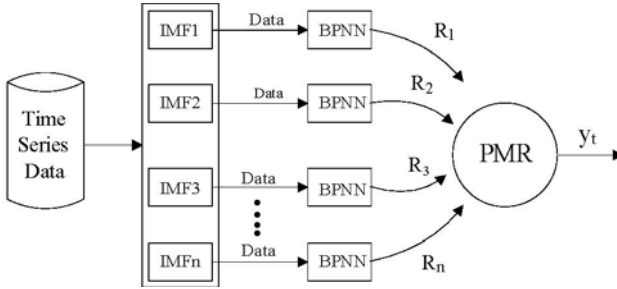 Time
Series
Data
IMF1
Data
BPNN
R1
IMF2
Data
BPNN
R2
IMF3
Data
BPNN
R3
IMFn
Data
BPNN
Rn
PMR
yt